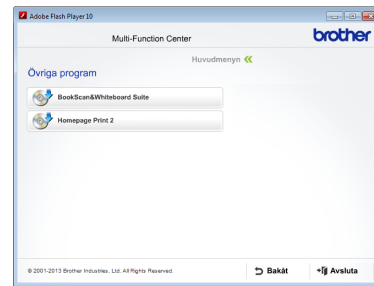 Adobe Flash Player 10
Multi-Function Center
brother
Huvudmenyn
Övriga program
BookScan&Whiteboard Suite
Homepage Print 2
© 2001-2013 Brother Industries, Ltd. All Rights Reserved.
Bakåt
Avsluta